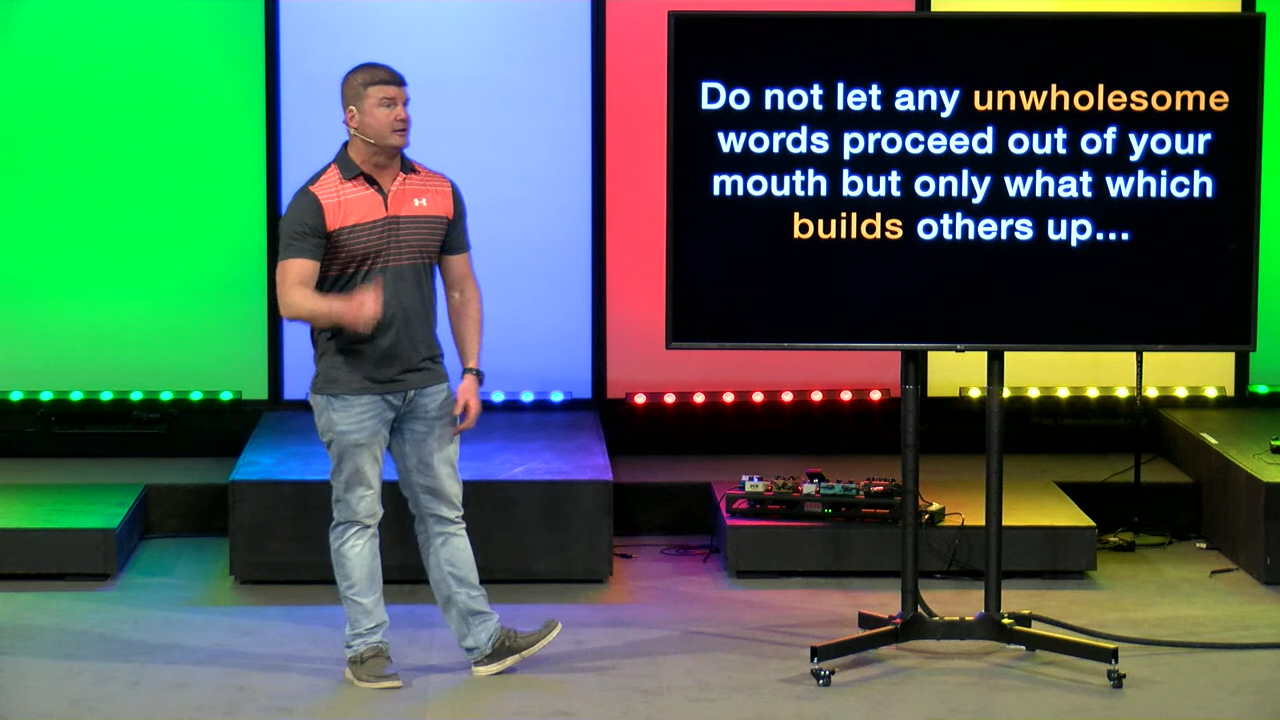 Do not let any unwholesome
words proceed out of your
mouth but only what which
builds others up...